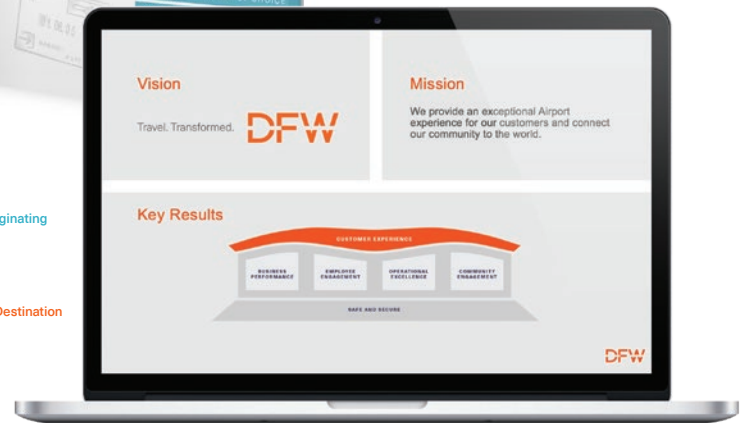 Vision
Travel. Transformed.
DFW
Mission
We provide an exceptional Airport
experience for our customers and connect
our community to the world.
ginating
Destination
Key Results
CUSTOMER EXPERIENCE
BUSINESS
PERFORMANCE
EMPLOYEE
ENGAGEMENT
OPERATIONAL
EXCELLENCE
COMMUNITY
ENGAGEMENT
SAFE AND SECURE
DFW